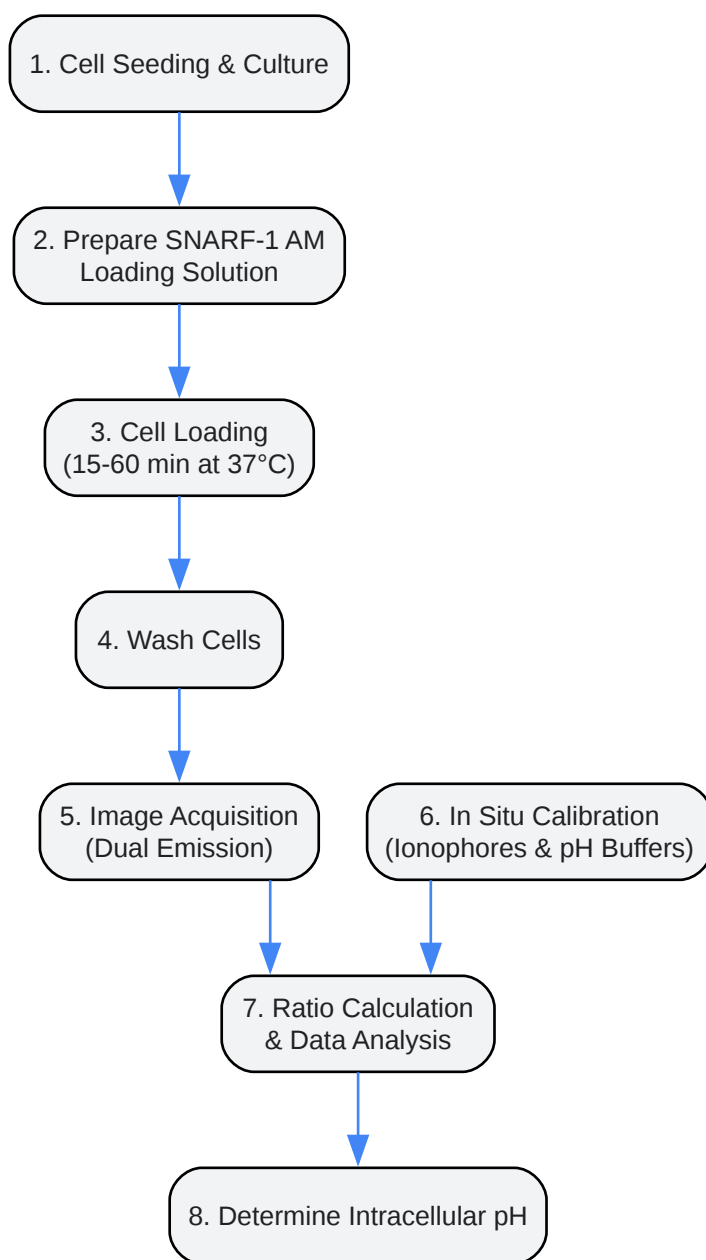 1. Cell Seeding & Culture
2. Prepare SNARF-1 AM
Loading Solution
3. Cell Loading
(15-60 min at 37°C)
4. Wash Cells
5. Image Acquisition
(Dual Emission)
6. In Situ Calibration
(Ionophores & pH Buffers)
7. Ratio Calculation
& Data Analysis
8. Determine Intracellular pH